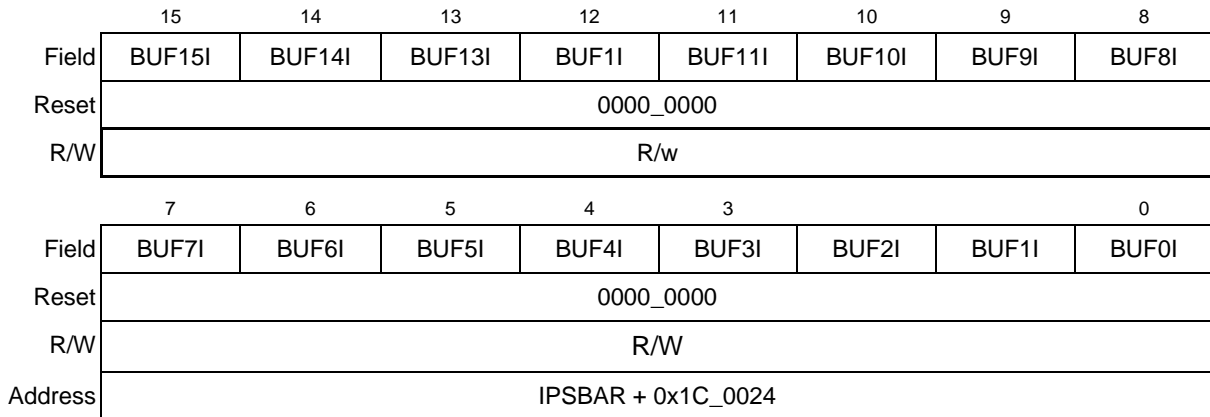 15 14 13 12 11 10 9 8
Field BUF15I BUF14I BUF13I BUF1I BUF11I BUF10I BUF9I BUF8I
Reset 0000_0000
R/W R/w
7 6 5 4 3 0
Field BUF7I BUF6I BUF5I BUF4I BUF3I BUF2I BUF1I BUF0I
Reset 0000_0000
R/W R/W
Address IPSBAR + 0x1C_0024